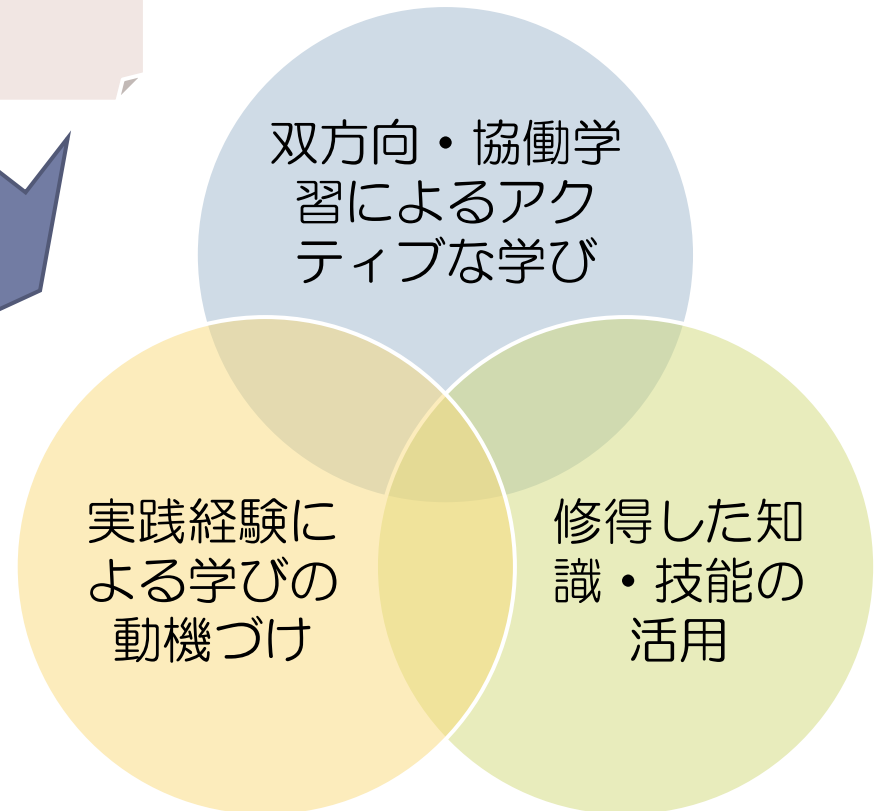 双方向・協働学
習によるアク
ティブな学び
実践経験に
よる学びの
動機づけ
修得した知
識・技能の
活用